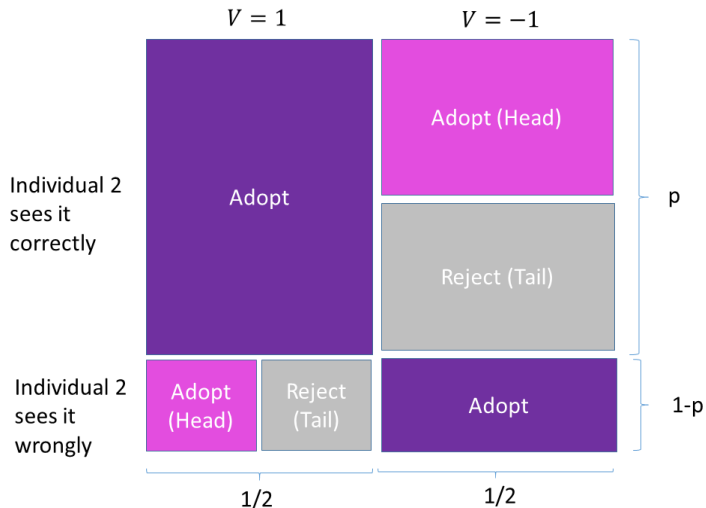 V = 1
V = −1
Individual 2
sees it
correctly
Adopt
Adopt (Head)
Reject (Tail)
p
Individual 2
sees it
wrongly
Adopt
(Head)
Reject
(Tail)
Adopt
1-p
1/2
1/2